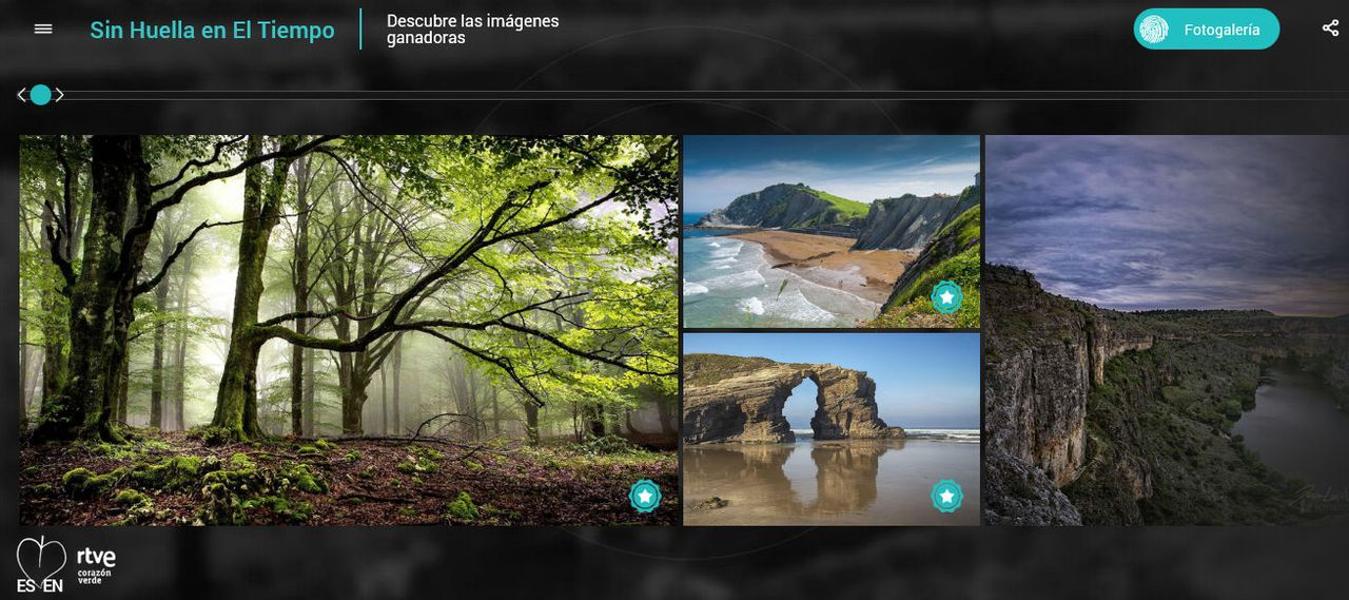 Sin Huella en El Tiempo
Descubre las imágenes
ganadoras
Fotogalería
rtve
corazón
verde
ES EN